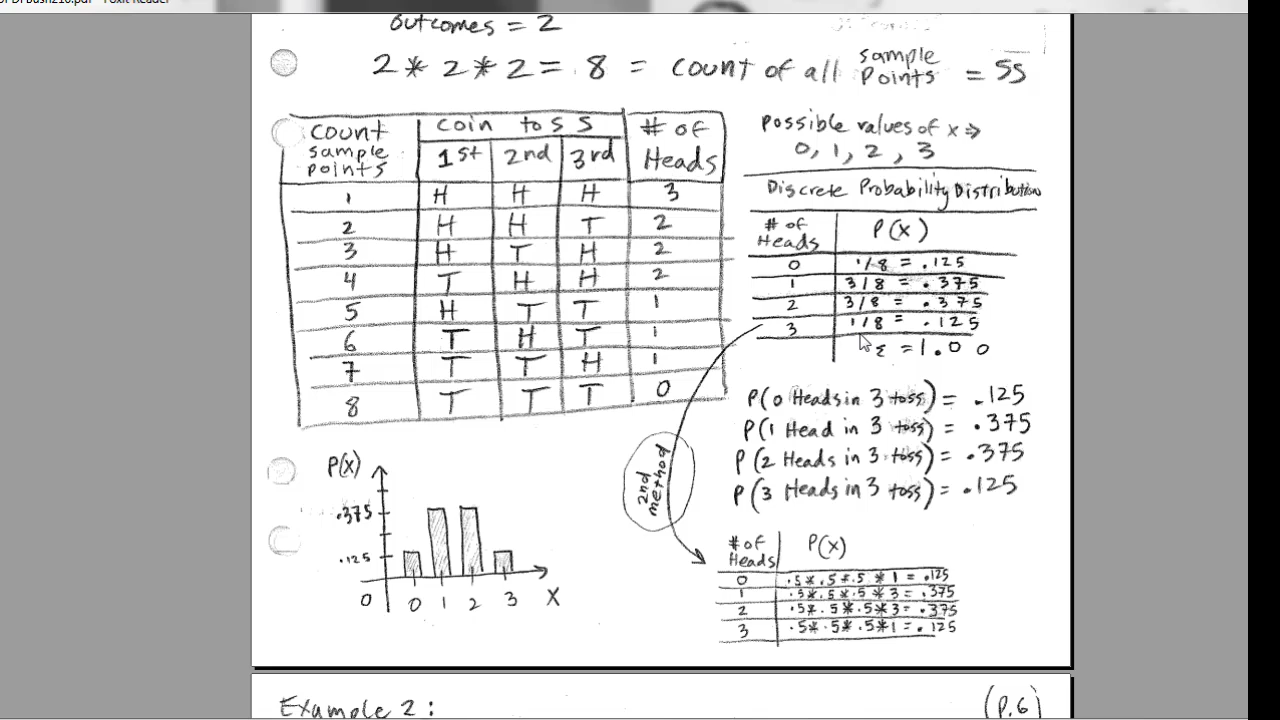 outcomes = 2
2 * 2 * 2 = 8 = count of all sample points = SS
count sample points | coin toss | # of Heads
1st | 2nd | 3rd
1 | H | H | H | 3
2 | H | H | T | 2
3 | H | T | H | 2
4 | T | H | H | 2
5 | H | T | T | 1
6 | T | H | T | 1
7 | T | T | H | 1
8 | T | T | T | 0
Possible values of x ⇒
0, 1, 2, 3
Discrete Probability Distribution
# of Heads | P(x)
0 | 1/8 = .125
1 | 3/8 = .375
2 | 3/8 = .375
3 | 1/8 = .125
Σ = 1.00
P(0 Heads in 3 toss) = .125
P(1 Head in 3 toss) = .375
P(2 Heads in 3 toss) = .375
P(3 Heads in 3 toss) = .125
2nd method
P(x)
.375
.125
0 0 1 2 3 X
# of Heads | P(x)
0 | .5*.5*.5*1 = .125
1 | .5*.5*.5*3 = .375
2 | .5*.5*.5*3 = .375
3 | .5*.5*.5*1 = .125
Example 2:
(P.6)